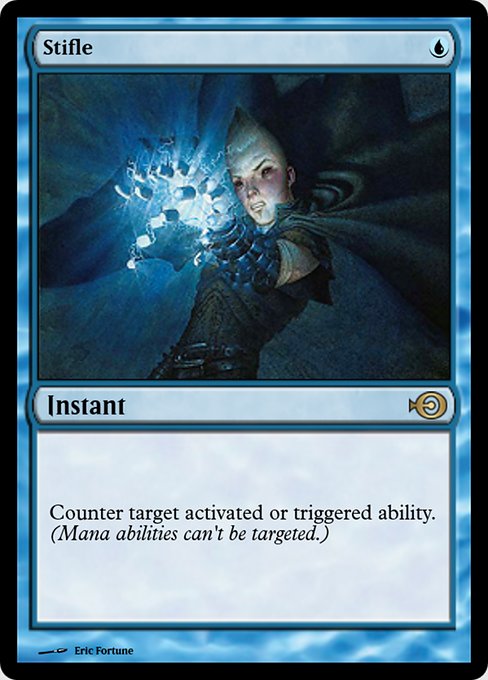 Stifle
Instant
Counter target activated or triggered ability.
(Mana abilities can't be targeted.)
Eric Fortune